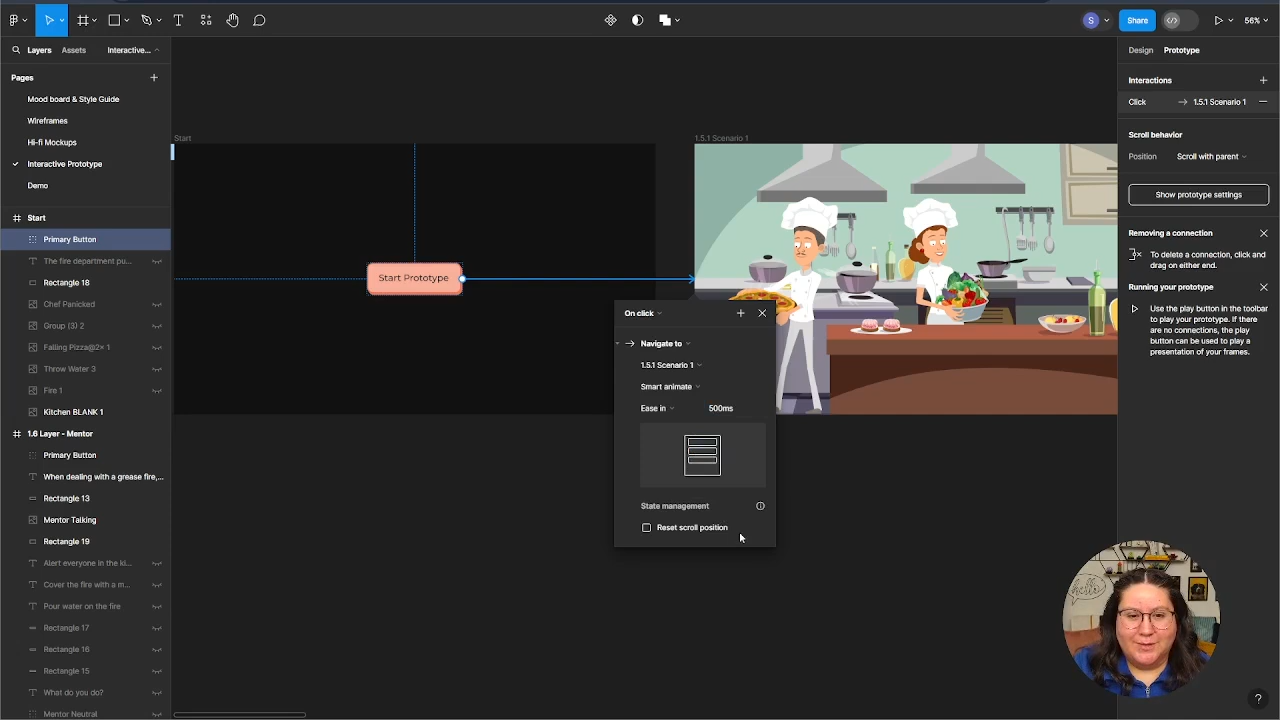 S
Share
56%
Layers
Assets
Interactive...
Pages
Mood board & Style Guide
Wireframes
Hi-fi Mockups
Interactive Prototype
Demo
Start
Primary Button
The fire department pu...
Rectangle 18
Chef Panicked
Group (3) 2
Falling Pizza@2x 1
Throw Water 3
Fire 1
Kitchen BLANK 1
1.6 Layer - Mentor
Primary Button
When dealing with a grease fire,...
Rectangle 13
Mentor Talking
Rectangle 19
Alert everyone in the ki...
Cover the fire with a m...
Pour water on the fire
Rectangle 17
Rectangle 16
Rectangle 15
What do you do?
Mentor Neutral
Start
Start Prototype
1.5.1 Scenario 1
On click
Navigate to
1.5.1 Scenario 1
Smart animate
Ease in
500ms
State management
Reset scroll position
Design
Prototype
Interactions
Click
1.5.1 Scenario 1
Scroll behavior
Position
Scroll with parent
Show prototype settings
Removing a connection
To delete a connection, click and
drag on either end.
Running your prototype
Use the play button in the toolbar
to play your prototype. If there
are no connections, the play
button can be used to play a
presentation of your frames.
hello
?